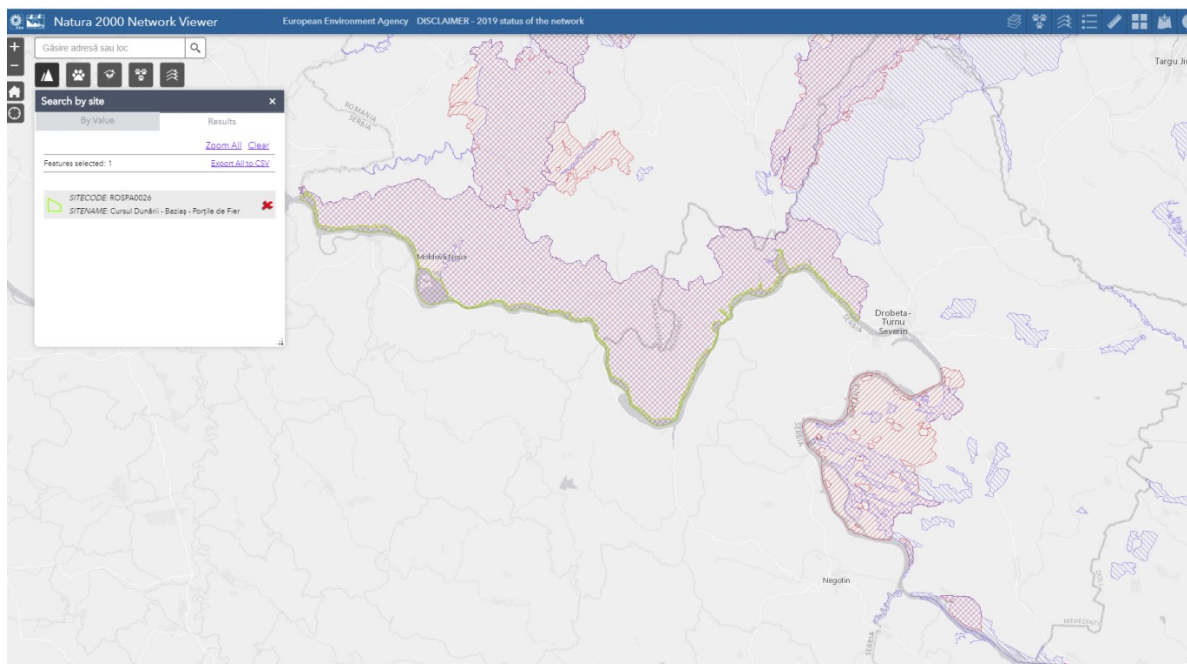 Natura 2000 Network Viewer
European Environment Agency DISCLAIMER - 2019 status of the network
Găsire adresă sau loc
Search by site
By Value
Results
Zoom All Clear
Features selected: 1
Export All to CSV
SITECODE: ROSPA0026
SITENAME: Cursul Dunării - Baziaș - Porțile de Fier
ROMANIA
SERBIA
Targu Jiu
Moldova Noua
SERBIA
Drobeta-
Turnu
Severin
SERBIA
Negotin
MEHEDINTI
SERBIA